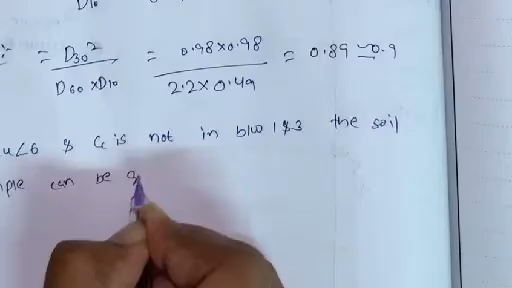 D10
= D30² / D60 × D10 = 0.98×0.98 / 2.2× 0.49 = 0.89 ~0.9
u<6 & Cc is not in b/w 1 & 3 the soil
mple can be g